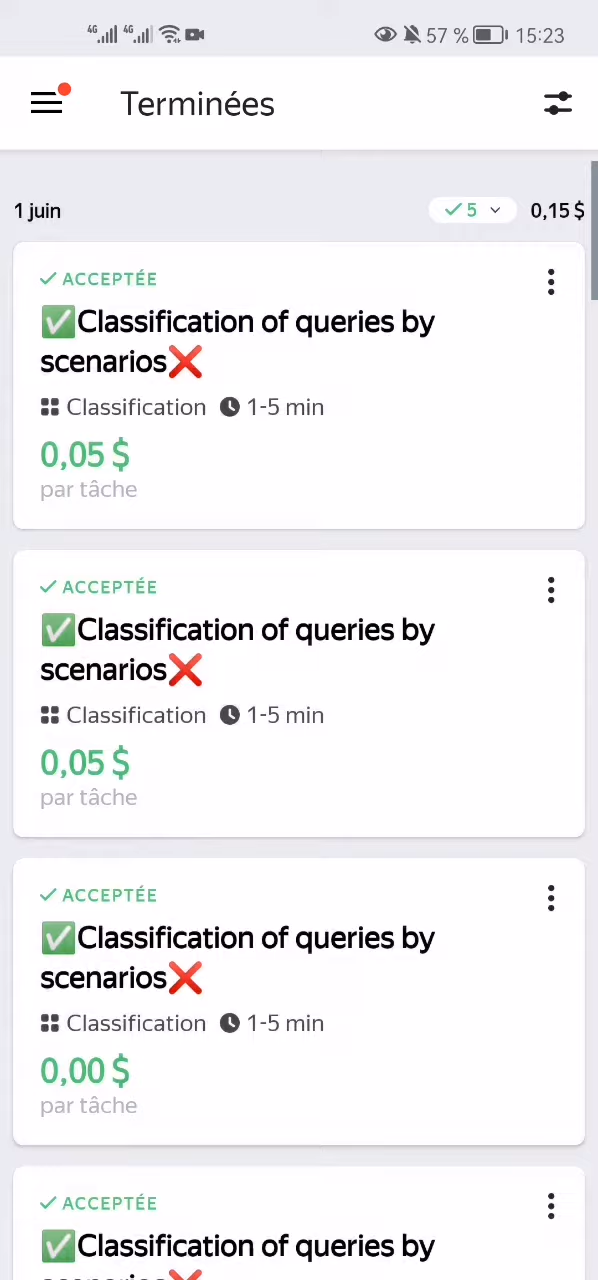 4G 4G 57 % 15:23
Terminées
1 juin 5 0,15 $
ACCEPTÉE
✅Classification of queries by
scenarios❌
Classification 1-5 min
0,05 $
par tâche
ACCEPTÉE
✅Classification of queries by
scenarios❌
Classification 1-5 min
0,05 $
par tâche
ACCEPTÉE
✅Classification of queries by
scenarios❌
Classification 1-5 min
0,00 $
par tâche
ACCEPTÉE
✅Classification of queries by